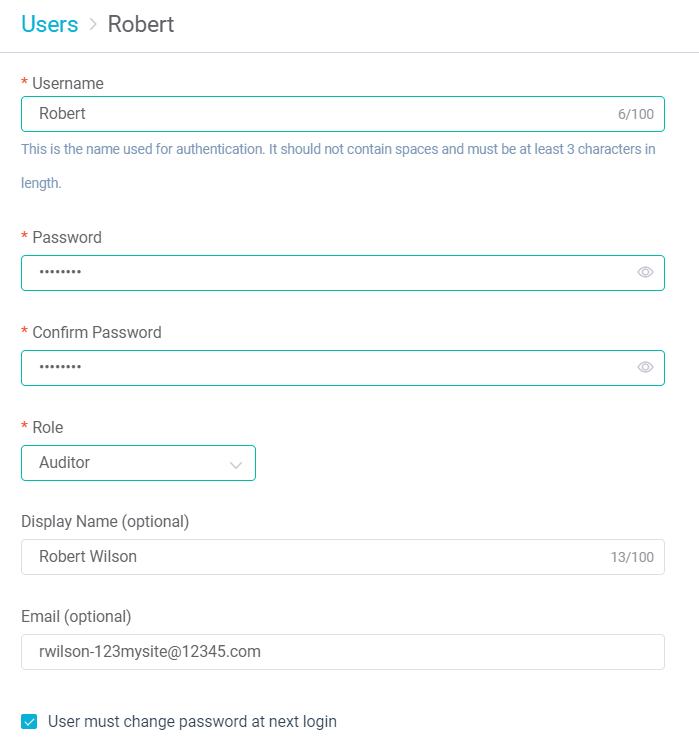 Users > Robert
* Username
Robert 6/100
This is the name used for authentication. It should not contain spaces and must be at least 3 characters in
length.
* Password
••••••••
* Confirm Password
••••••••
* Role
Auditor
Display Name (optional)
Robert Wilson 13/100
Email (optional)
rwilson-123mysite@12345.com
User must change password at next login